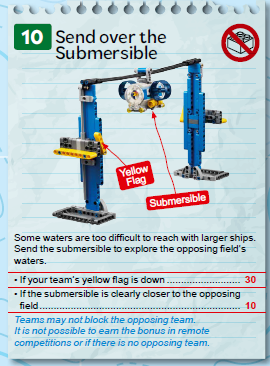 10 Send over the
Submersible
Yellow
Flag
Submersible
Some waters are too difficult to reach with larger ships.
Send the submersible to explore the opposing field's
waters.
• If your team's yellow flag is down ........................ 30
• If the submersible is clearly closer to the opposing
field................................................................... 10
Teams may not block the opposing team.
It is not possible to earn the bonus in remote
competitions or if there is no opposing team.